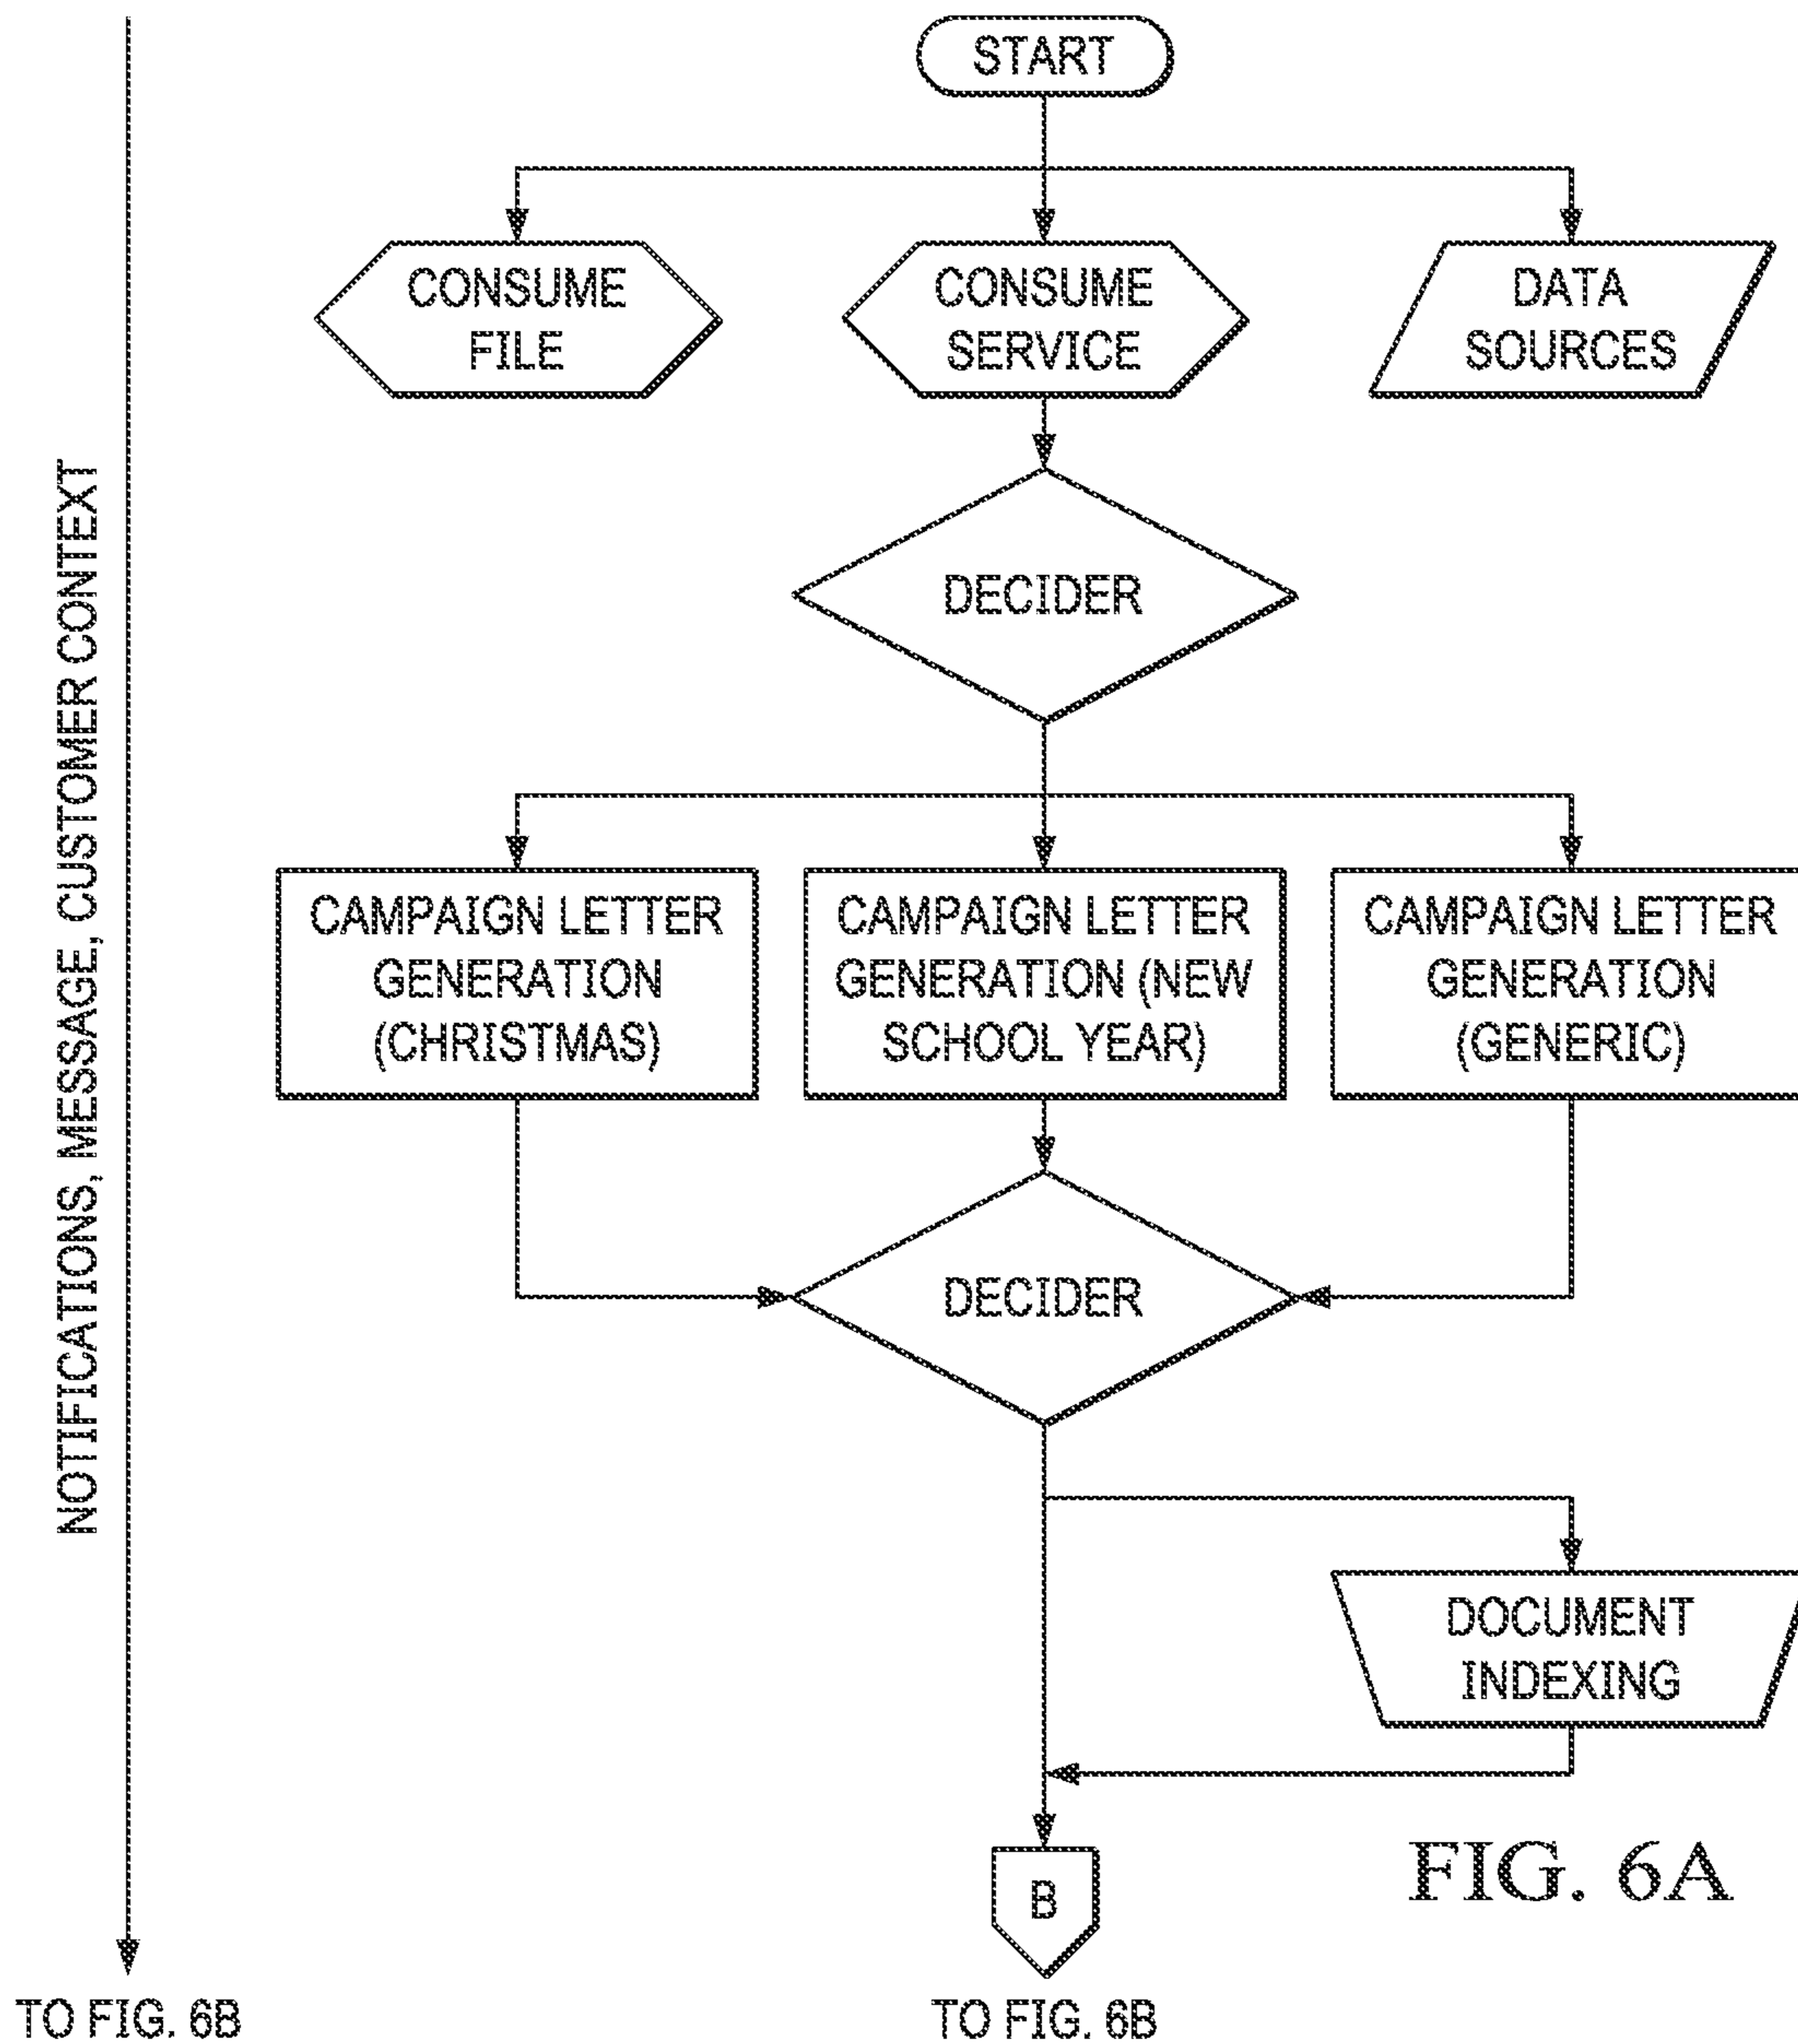 START
CONSUME
FILE
CONSUME
SERVICE
DATA
SOURCES
DECIDER
CAMPAIGN LETTER
GENERATION
(CHRISTMAS)
CAMPAIGN LETTER
GENERATION (NEW
SCHOOL YEAR)
CAMPAIGN LETTER
GENERATION
(GENERIC)
DECIDER
DOCUMENT
INDEXING
B
FIG. 6A
NOTIFICATIONS, MESSAGE, CUSTOMER CONTEXT
TO FIG. 6B
TO FIG. 6B